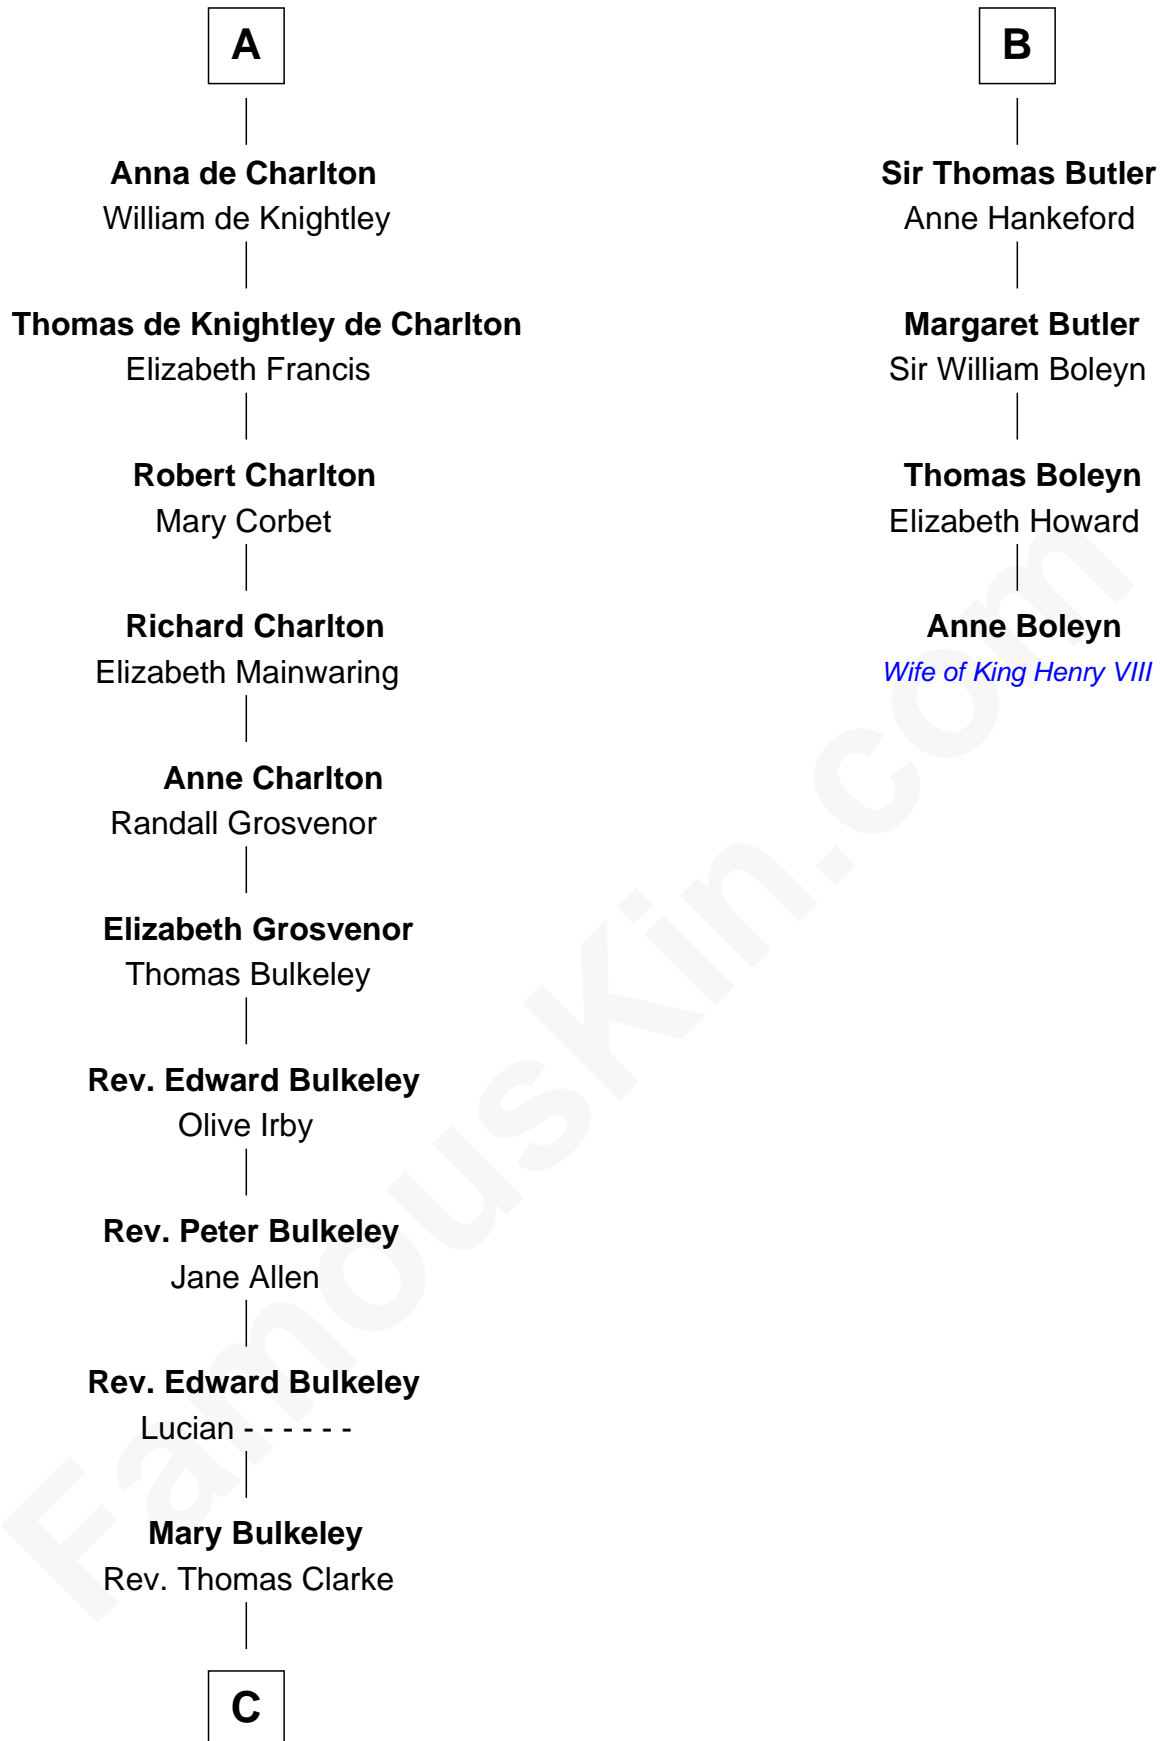 A
Anna de Charlton
William de Knightley
Thomas de Knightley de Charlton
Elizabeth Francis
Robert Charlton
Mary Corbet
Richard Charlton
Elizabeth Mainwaring
Anne Charlton
Randall Grosvenor
Elizabeth Grosvenor
Thomas Bulkeley
Rev. Edward Bulkeley
Olive Irby
Rev. Peter Bulkeley
Jane Allen
Rev. Edward Bulkeley
Lucian - - - - - -
Mary Bulkeley
Rev. Thomas Clarke
C
B
Sir Thomas Butler
Anne Hankeford
Margaret Butler
Sir William Boleyn
Thomas Boleyn
Elizabeth Howard
Anne Boleyn
Wife of King Henry VIII
FamousKin.com